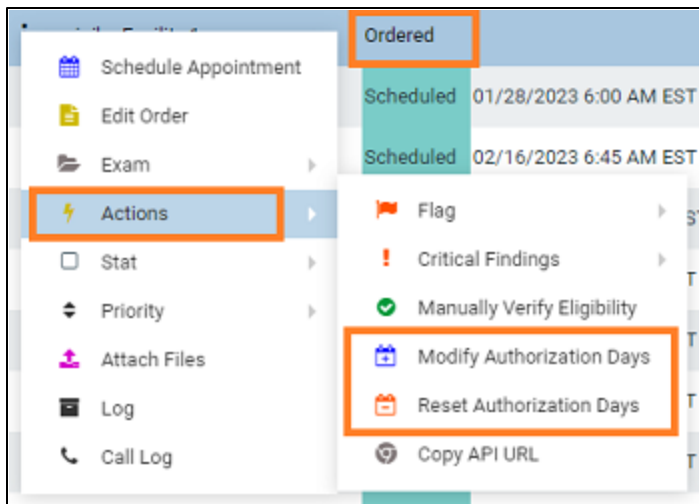 Ordered
Schedule Appointment
Scheduled 01/28/2023 6:00 AM EST
Edit Order
Exam
Scheduled 02/16/2023 6:45 AM EST
Actions
Flag
Stat
Critical Findings
Priority
Manually Verify Eligibility
Attach Files
Modify Authorization Days
Log
Reset Authorization Days
Call Log
Copy API URL